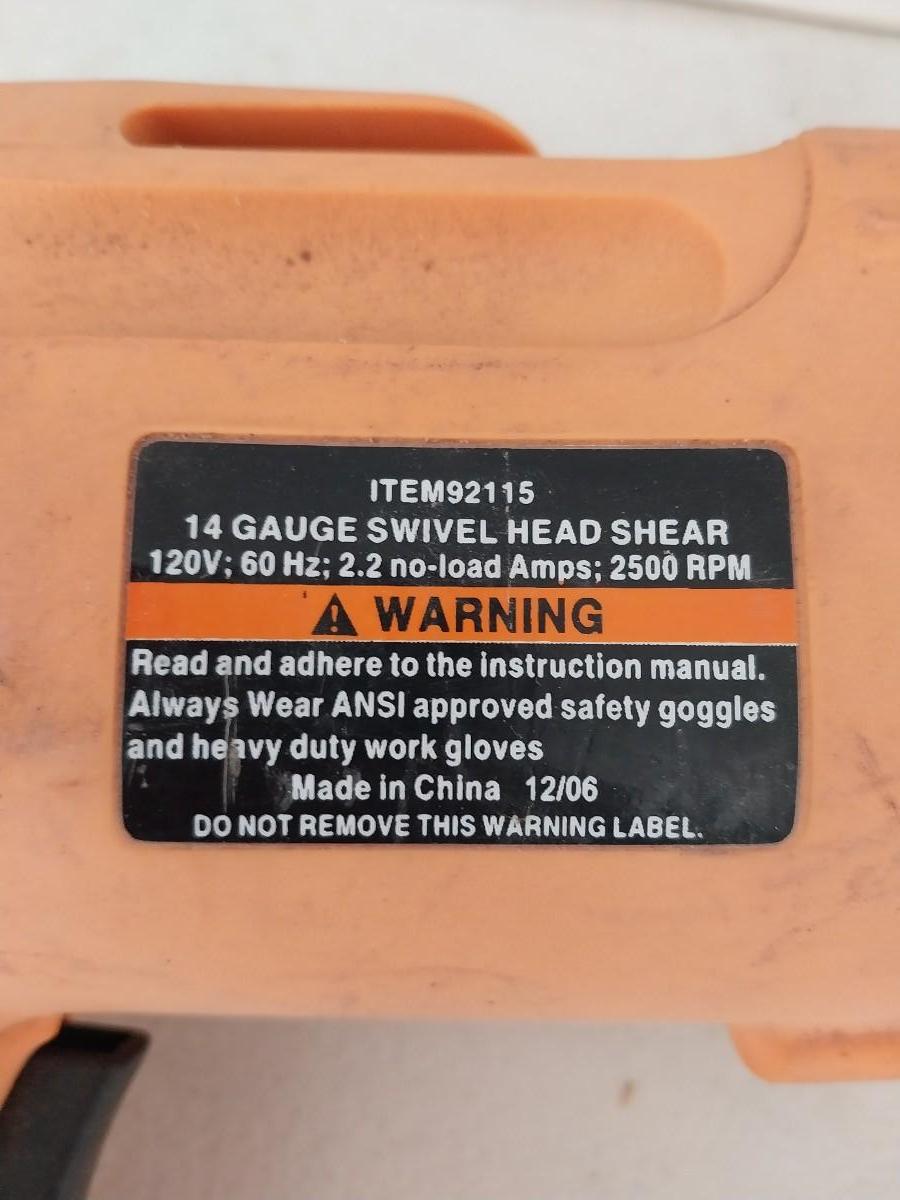 ITEM92115
14 GAUGE SWIVEL HEAD SHEAR
120V; 60 Hz; 2.2 no-load Amps; 2500 RPM
WARNING
Read and adhere to the instruction manual.
Always Wear ANSI approved safety goggles
and heavy duty work gloves
Made in China 12/06
DO NOT REMOVE THIS WARNING LABEL.